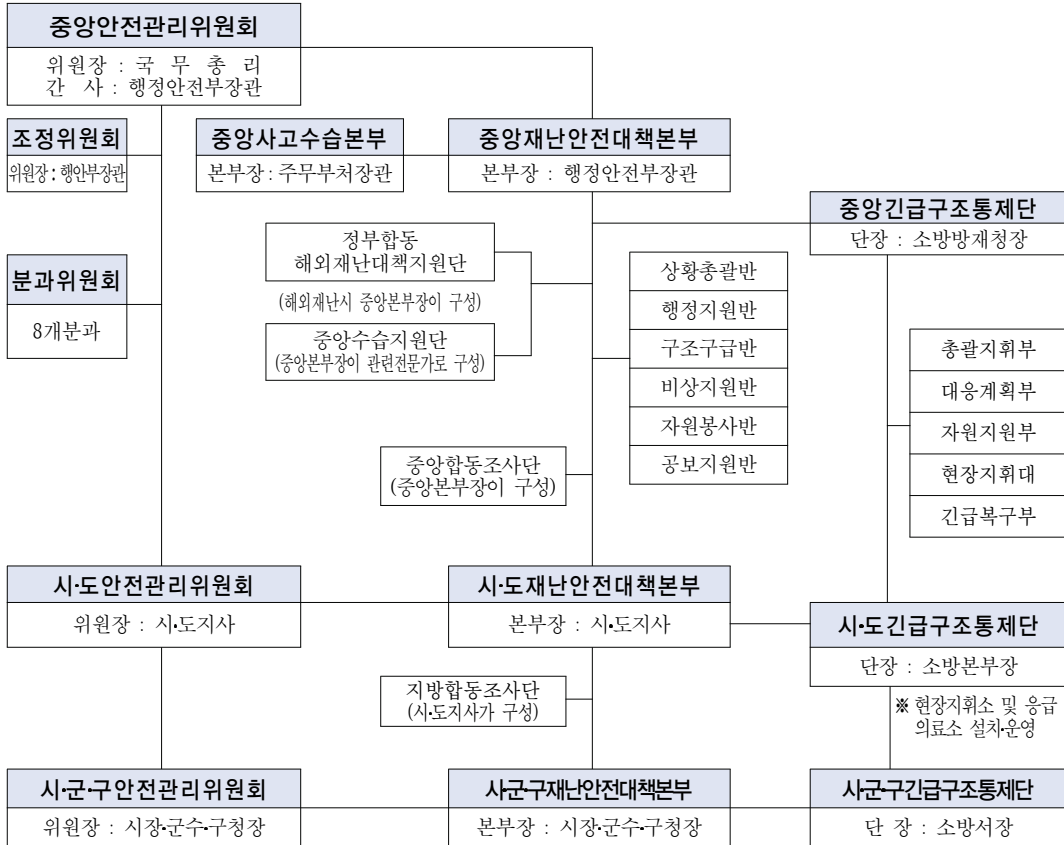 중앙안전관리위원회
위원장 : 국 무 총 리
간 사 : 행정안전부장관
조정위원회
위원장 : 행안부장관
중앙사고수습본부
본부장 : 주무부처장관
중앙재난안전대책본부
본부장 : 행정안전부장관
중앙긴급구조통제단
단장 : 소방방재청장
정부합동
해외재난대책지원단
(해외재난시 중앙본부장이 구성)
중앙수습지원단
(중앙본부장이 관련전문가로 구성)
분과위원회
8개분과
상황총괄반
행정지원반
구조구급반
비상지원반
자원봉사반
공보지원반
총괄지휘부
대응계획부
자원지원부
현장지휘대
긴급복구부
중앙합동조사단
(중앙본부장이 구성)
시·도안전관리위원회
위원장 : 시·도지사
시·도재난안전대책본부
본부장 : 시·도지사
시·도긴급구조통제단
단장 : 소방본부장
지방합동조사단
(시·도지사가 구성)
※ 현장지휘소 및 응급
의료소 설치·운영
시·군·구안전관리위원회
위원장 : 시장·군수·구청장
시·군·구재난안전대책본부
본부장 : 시장·군수·구청장
시·군·구긴급구조통제단
단 장 : 소방서장